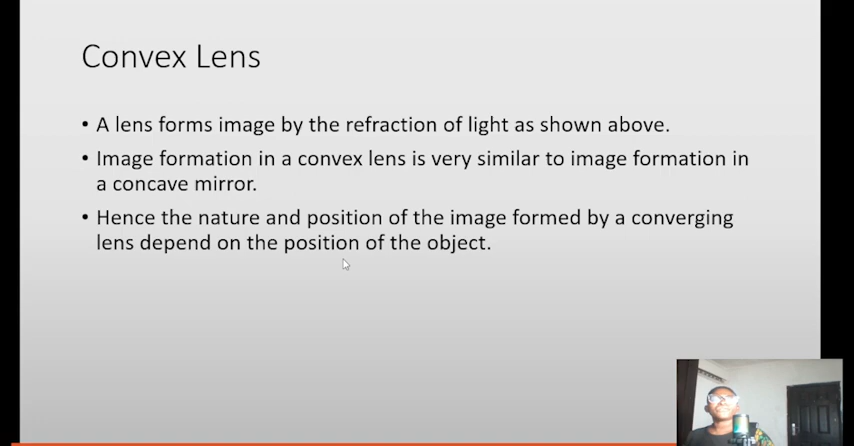 Convex Lens
• A lens forms image by the refraction of light as shown above.
• Image formation in a convex lens is very similar to image formation in
a concave mirror.
• Hence the nature and position of the image formed by a converging
lens depend on the position of the object.